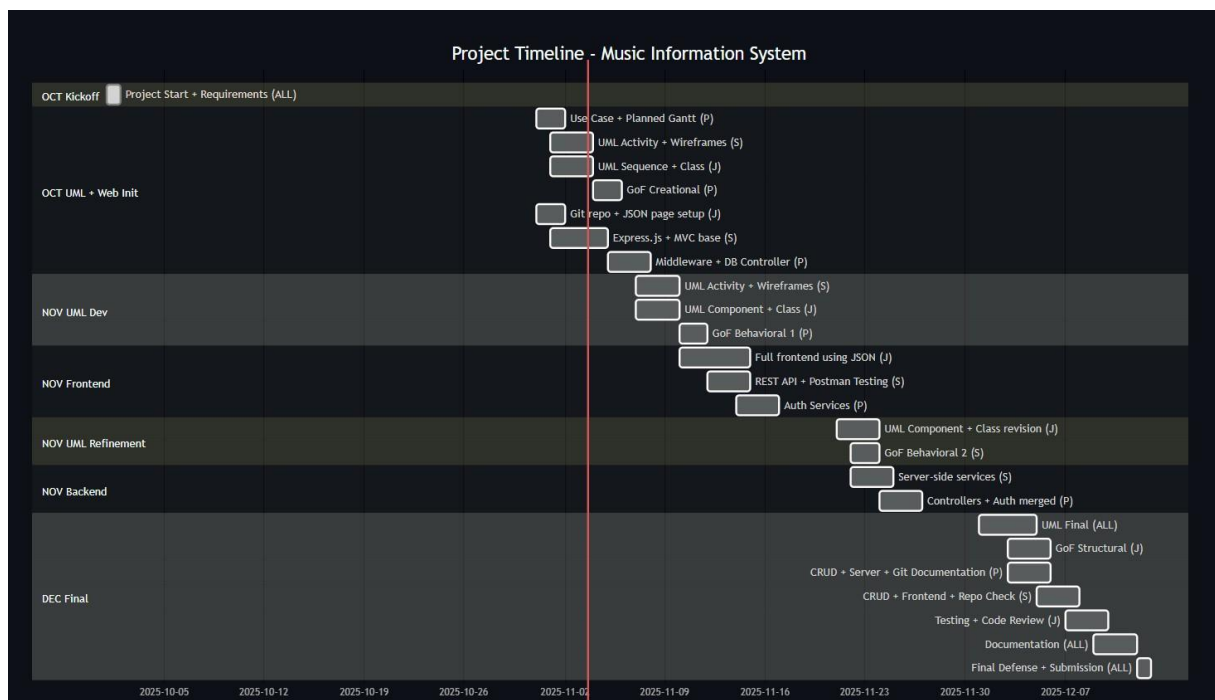 Project Timeline - Music Information System
OCT Kickoff
Project Start + Requirements (ALL)
OCT UML + Web Init
Use Case + Planned Gantt (P)
UML Activity + Wireframes (S)
UML Sequence + Class (J)
GoF Creational (P)
Git repo + JSON page setup (J)
Express.js + MVC base (S)
Middleware + DB Controller (P)
NOV UML Dev
UML Activity + Wireframes (S)
UML Component + Class (J)
GoF Behavioral 1 (P)
NOV Frontend
Full frontend using JSON (J)
REST API + Postman Testing (S)
Auth Services (P)
NOV UML Refinement
UML Component + Class revision (J)
GoF Behavioral 2 (S)
NOV Backend
Server-side services (S)
Controllers + Auth merged (P)
DEC Final
UML Final (ALL)
GoF Structural (J)
CRUD + Server + Git Documentation (P)
CRUD + Frontend + Repo Check (S)
Testing + Code Review (J)
Documentation (ALL)
Final Defense + Submission (ALL)
2025-10-05 2025-10-12 2025-10-19 2025-10-26 2025-11-02 2025-11-09 2025-11-16 2025-11-23 2025-11-30 2025-12-07